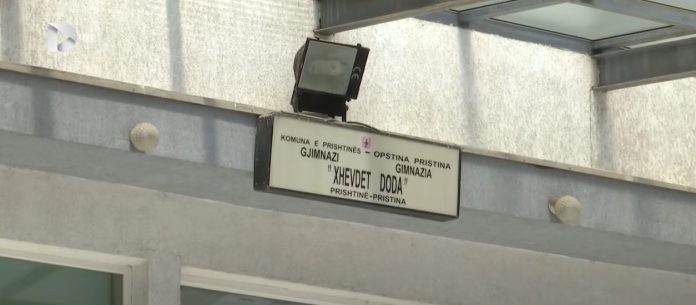 KOMUNA E PRISHTINËS - OPSTINA PRISTINA
GJIMNAZI GIMNAZIA
"XHEVDET DODA"
PRISHTINË-PRISTINA